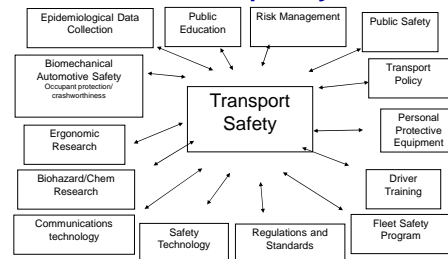 Epidemiological Data
Collection
Public
Education
Risk Management
Public Safety
Biomechanical
Automotive Safety
Occupant protection/
crashworthiness
Transport
Policy
Transport
Safety
Personal
Protective
Equipment
Ergonomic
Research
Biohazard/Chem
Research
Driver
Training
Communications
technology
Safety
Technology
Regulations and
Standards
Fleet Safety
Program